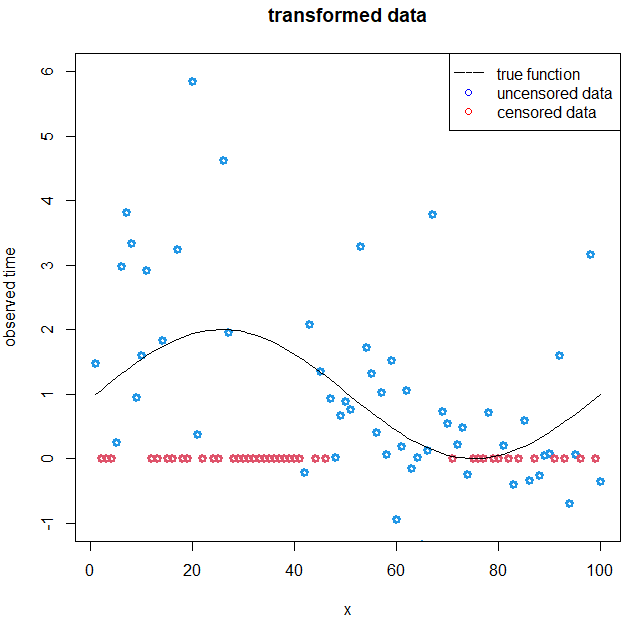 transformed data
6
5
4
3
2
1
0
-1
observed time
true function
uncensored data
censored data
0 20 40 60 80 100
x